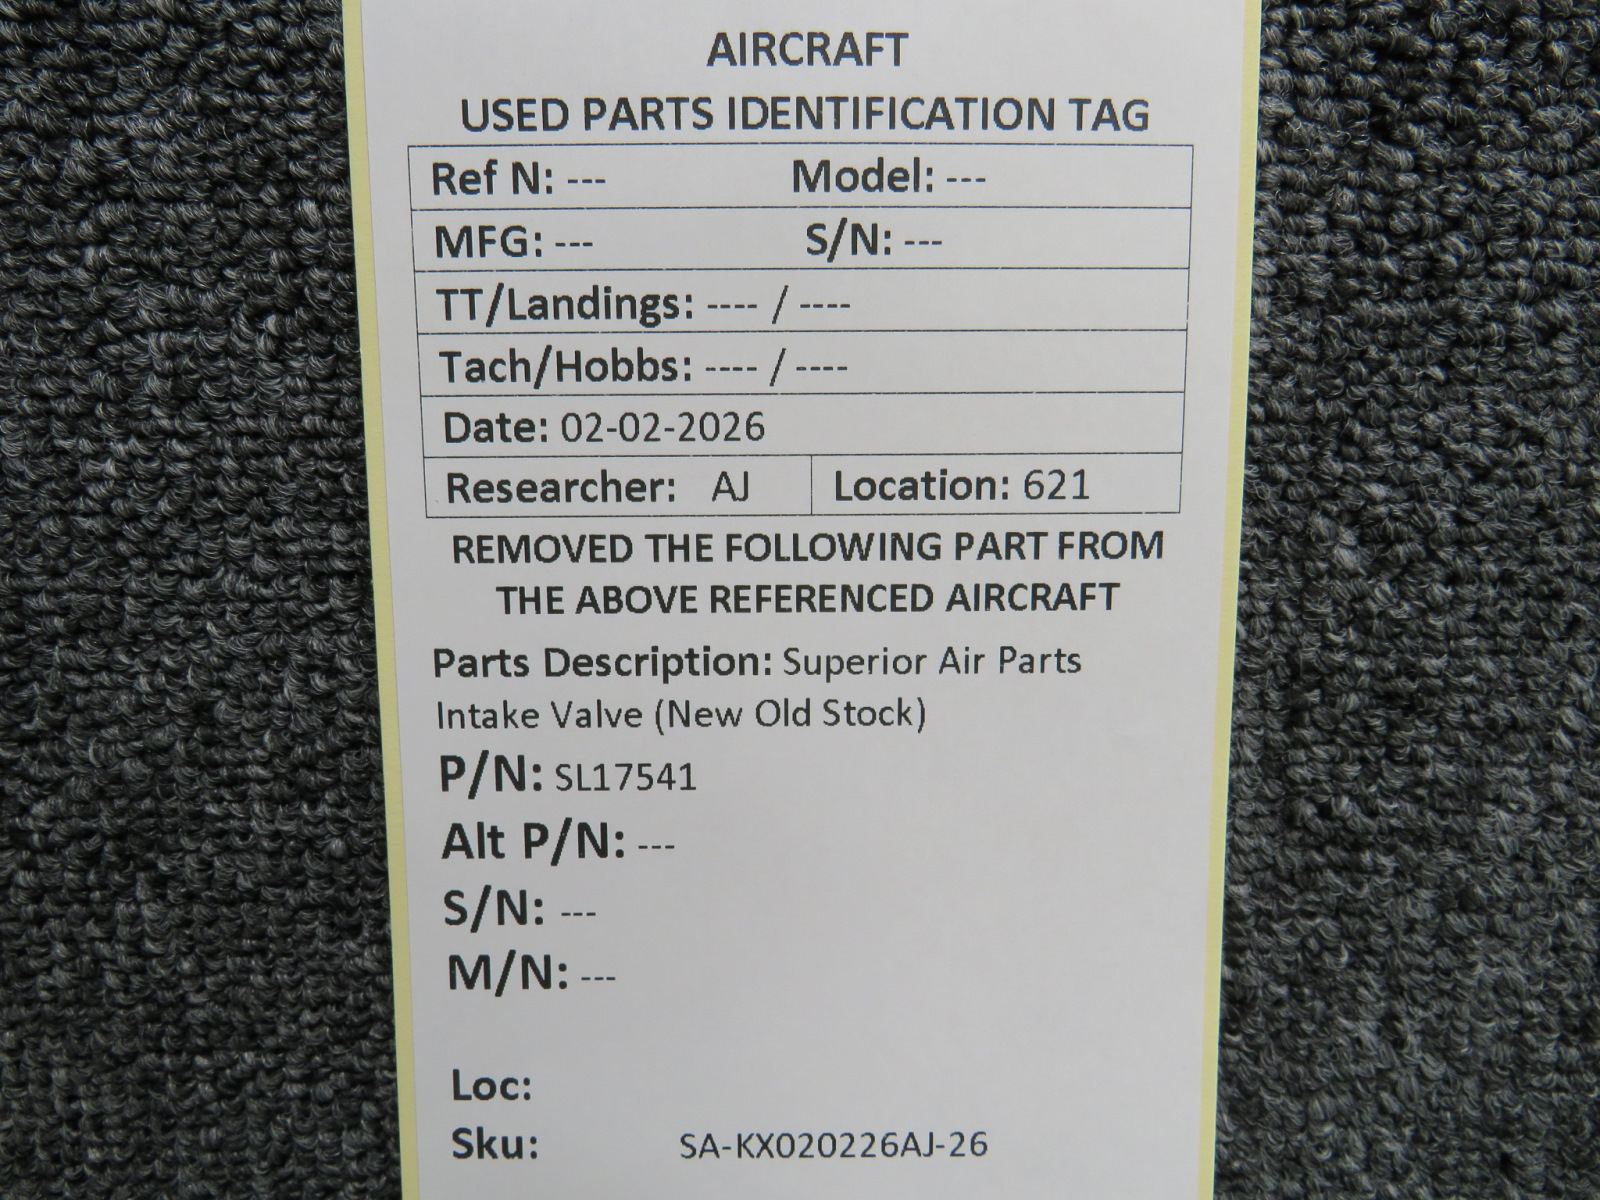 AIRCRAFT
USED PARTS IDENTIFICATION TAG
Ref N: --- Model: ---
MFG: --- S/N: ---
TT/Landings: ---- / ----
Tach/Hobbs: ---- / ----
Date: 02-02-2026
Researcher: AJ Location: 621
REMOVED THE FOLLOWING PART FROM
THE ABOVE REFERENCED AIRCRAFT
Parts Description: Superior Air Parts
Intake Valve (New Old Stock)
P/N: SL17541
Alt P/N: ---
S/N: ---
M/N: ---
Loc:
Sku: SA-KX020226AJ-26